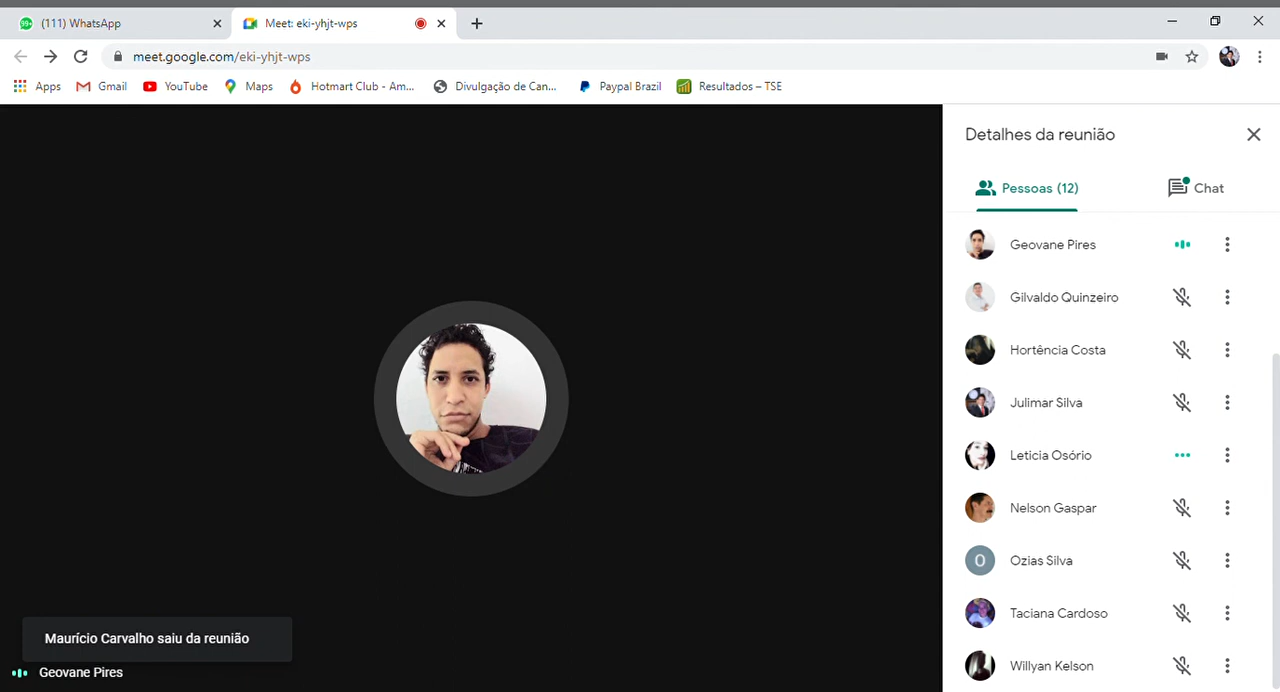 99+ (111) WhatsApp
Meet: eki-yhjt-wps
meet.google.com/eki-yhjt-wps
Apps Gmail YouTube Maps Hotmart Club - Am... Divulgação de Can... Paypal Brazil Resultados – TSE
Detalhes da reunião
Pessoas (12) Chat
Geovane Pires
Gilvaldo Quinzeiro
Hortência Costa
Julimar Silva
Leticia Osório
Nelson Gaspar
O Ozias Silva
Taciana Cardoso
Willyan Kelson
Maurício Carvalho saiu da reunião
Geovane Pires